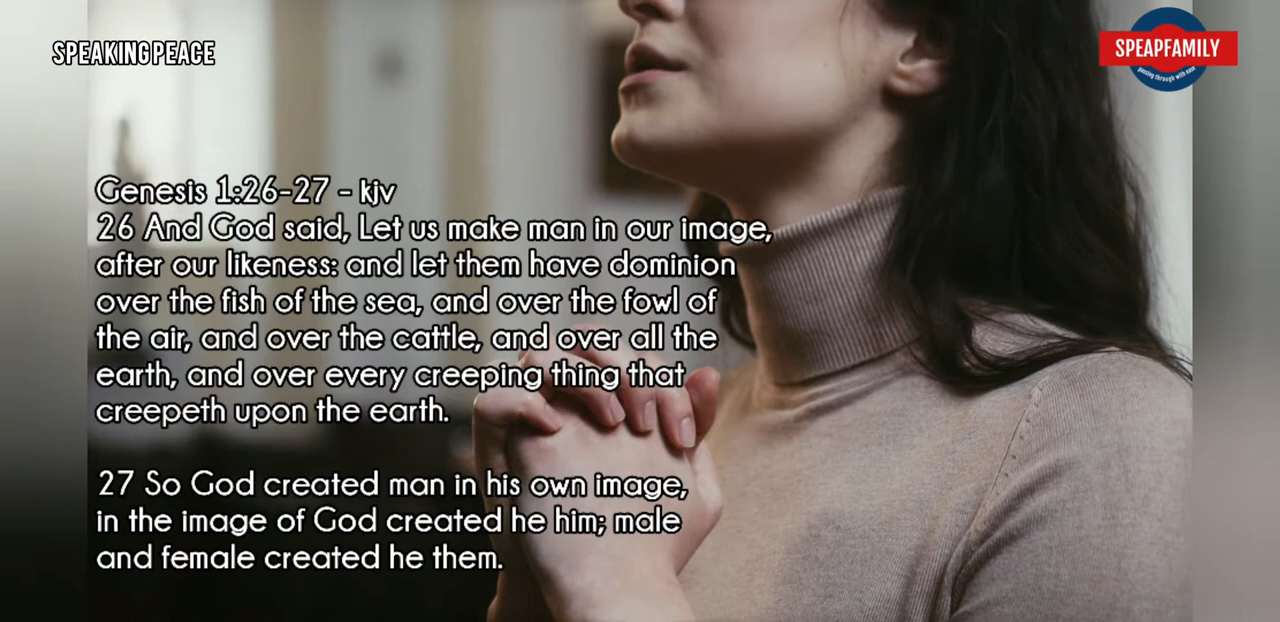 SPEAKING PEACE
SPEAPFAMILY
passing through with ease
Genesis 1:26-27 - kjv
26 And God said, Let us make man in our image,
after our likeness: and let them have dominion
over the fish of the sea, and over the fowl of
the air, and over the cattle, and over all the
earth, and over every creeping thing that
creepeth upon the earth.
27 So God created man in his own image,
in the image of God created he him; male
and female created he them.